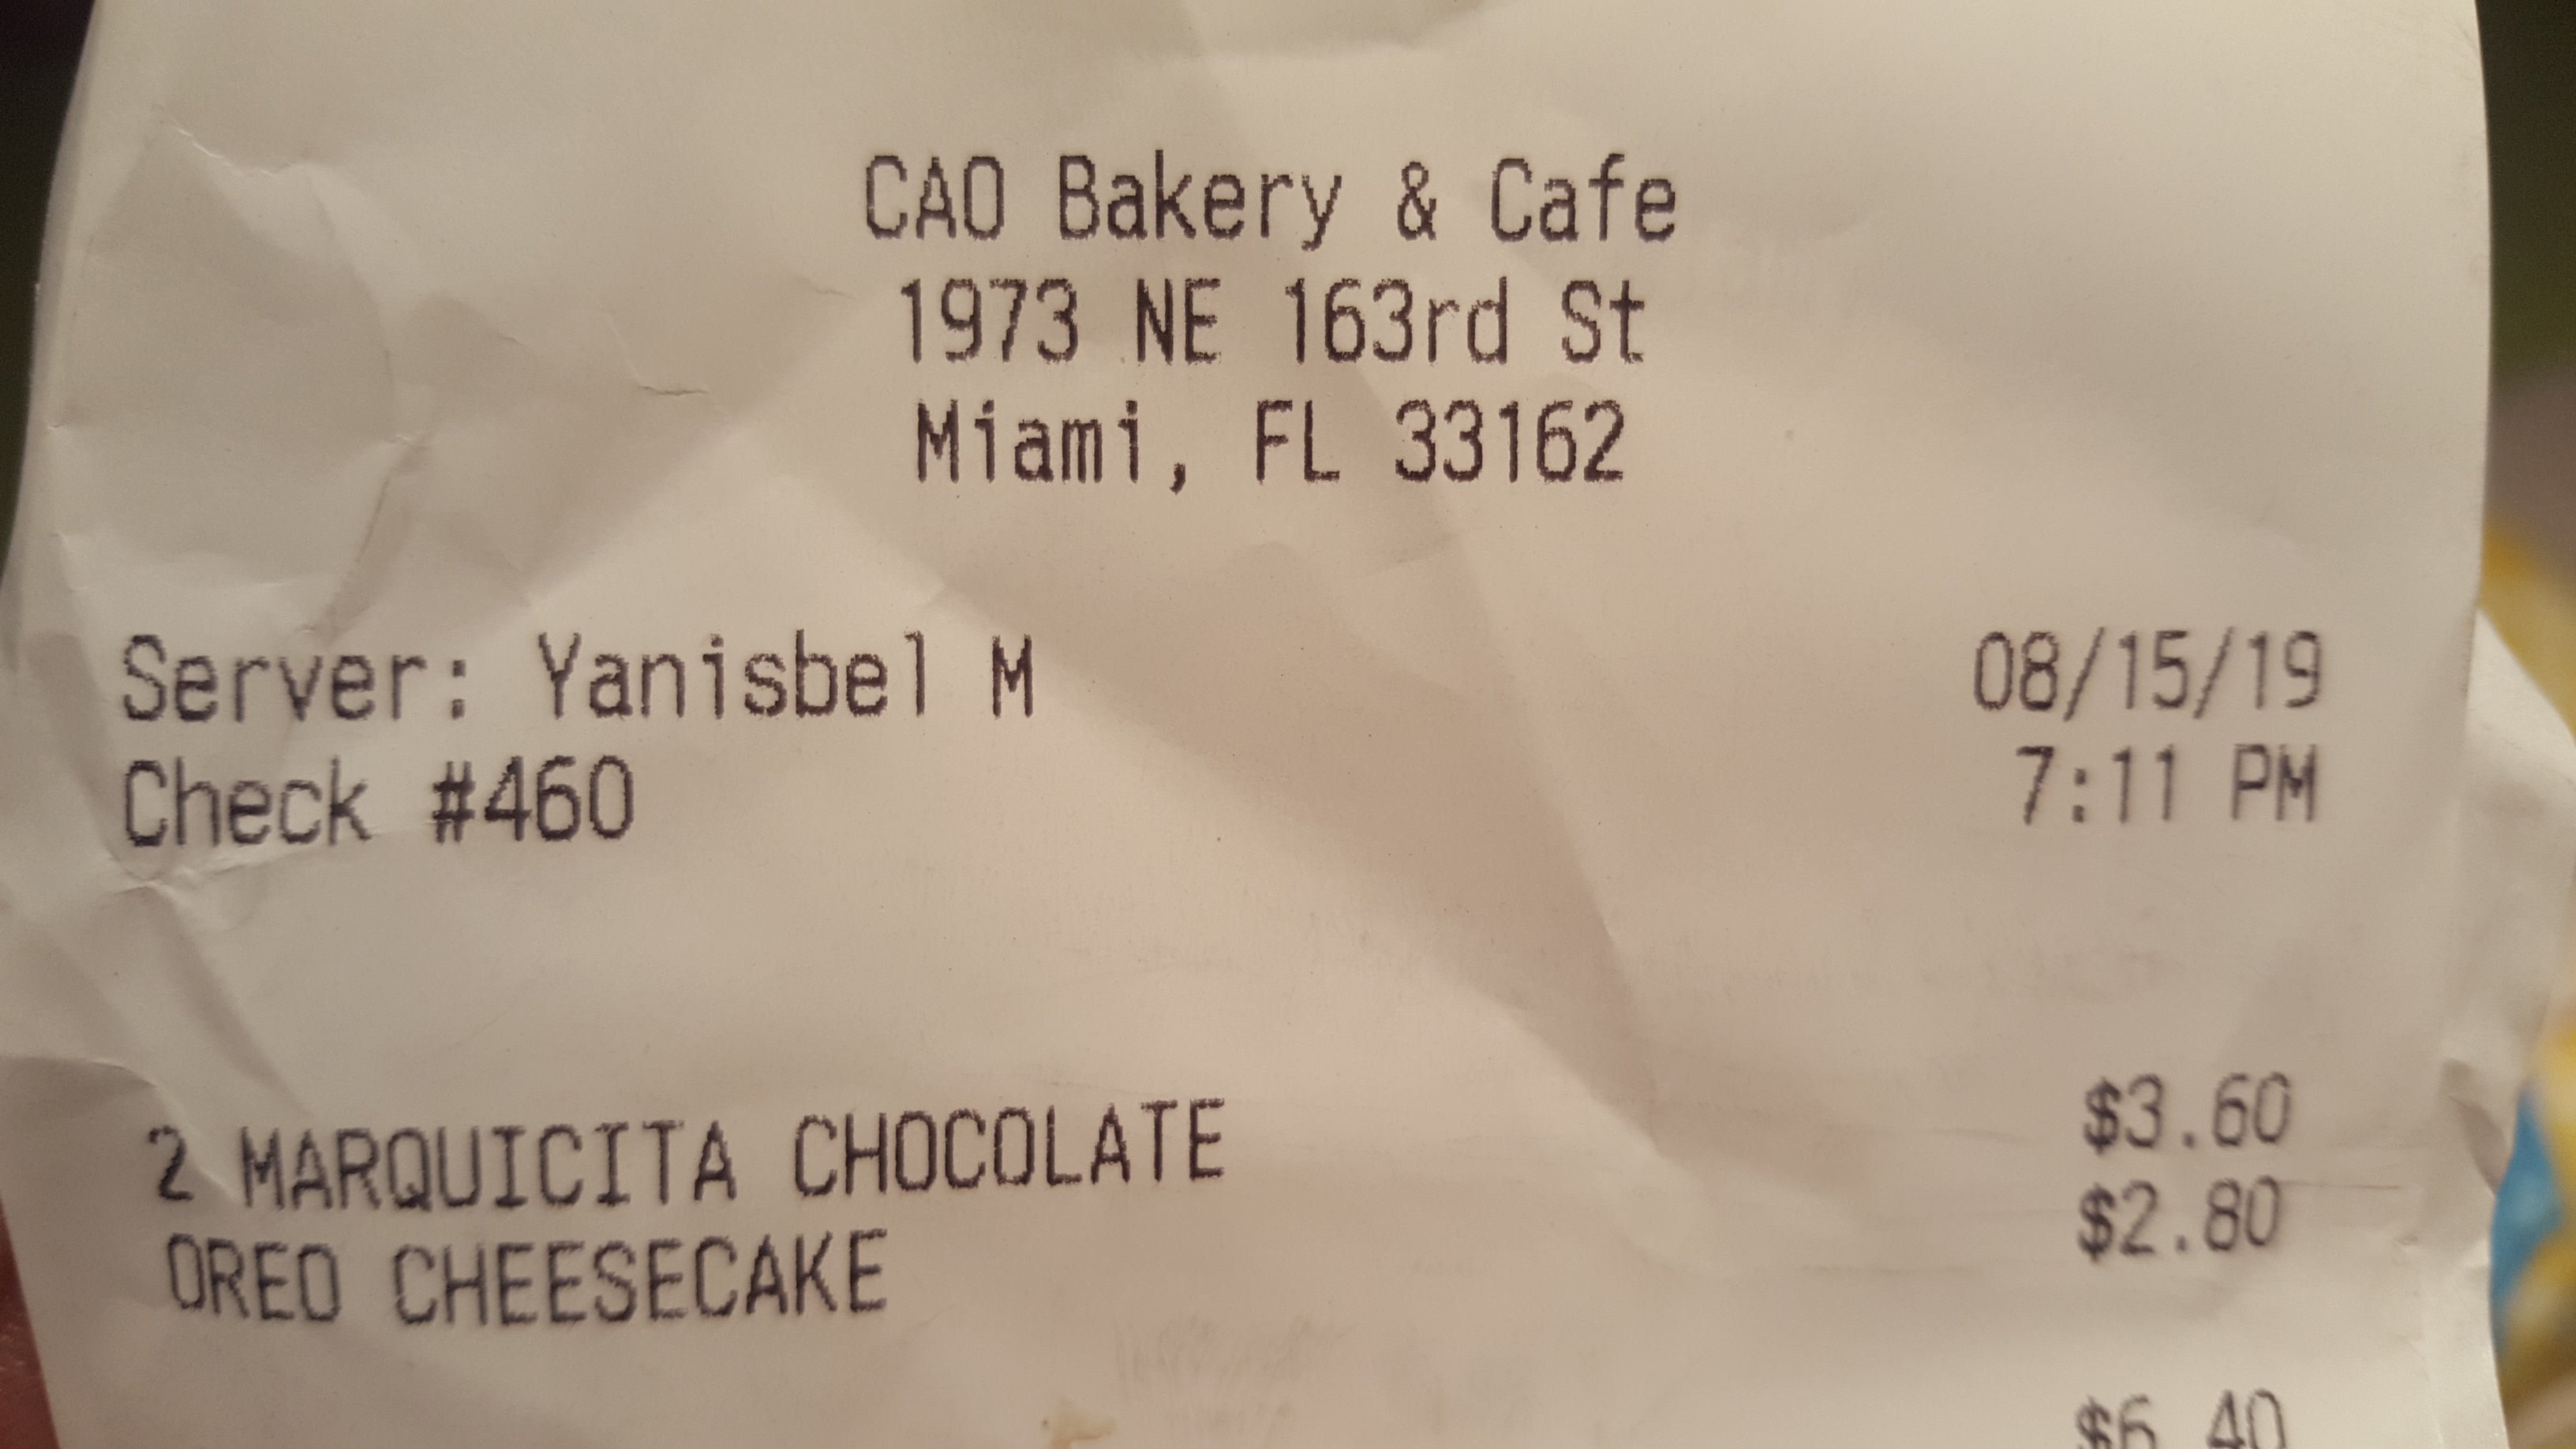 CAO Bakery & Cafe
1973 NE 163rd St
Miami, FL 33162
Server: Yanisbel M 08/15/19
Check #460 7:11 PM
2 MARQUICITA CHOCOLATE $3.60
OREO CHEESECAKE $2.80
$6.40